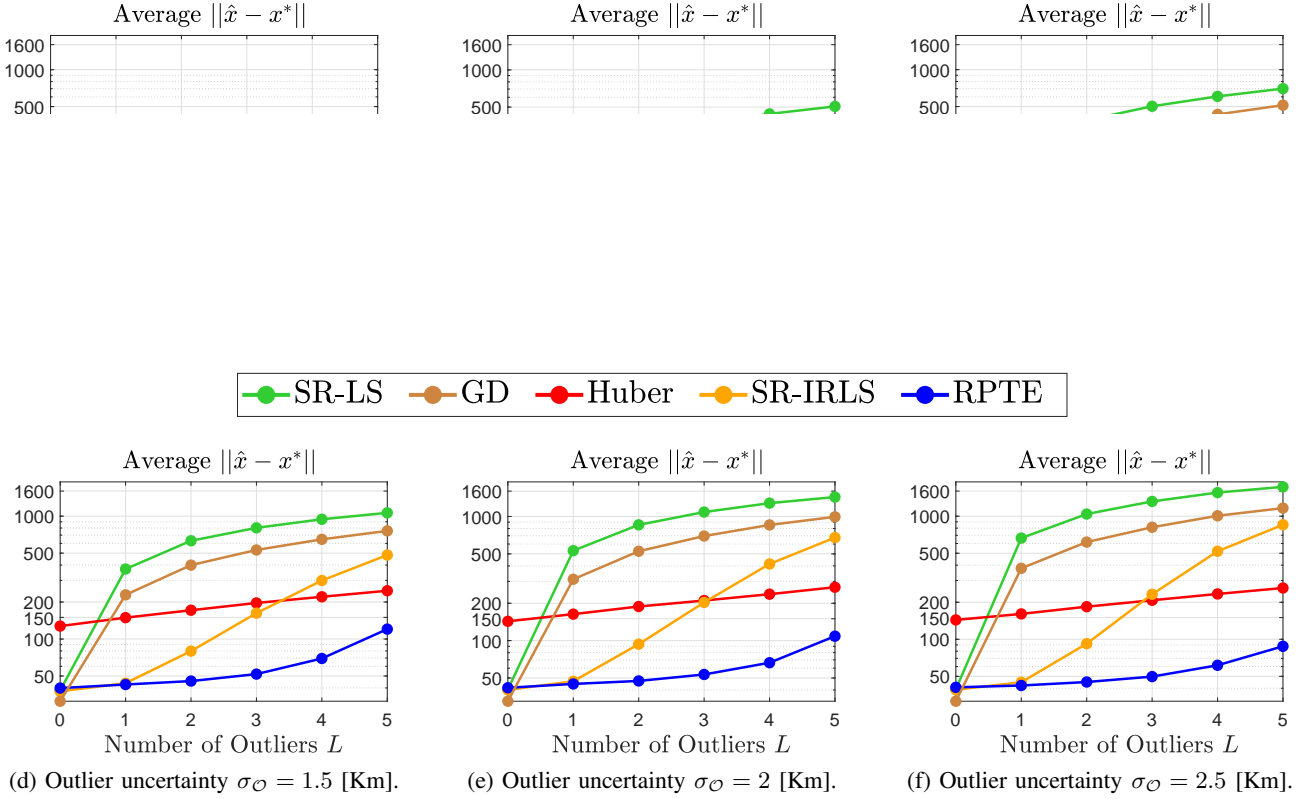 Average ||x̂ − x*||
1600
1000
500
Average ||x̂ − x*||
1600
1000
500
Average ||x̂ − x*||
1600
1000
500
SR-LS GD Huber SR-IRLS RPTE
Average ||x̂ − x*||
1600
1000
500
200
150
100
50
0 1 2 3 4 5
Number of Outliers L
(d) Outlier uncertainty σ_𝒪 = 1.5 [Km].
Average ||x̂ − x*||
1600
1000
500
200
150
100
50
0 1 2 3 4 5
Number of Outliers L
(e) Outlier uncertainty σ_𝒪 = 2 [Km].
Average ||x̂ − x*||
1600
1000
500
200
150
100
50
0 1 2 3 4 5
Number of Outliers L
(f) Outlier uncertainty σ_𝒪 = 2.5 [Km].